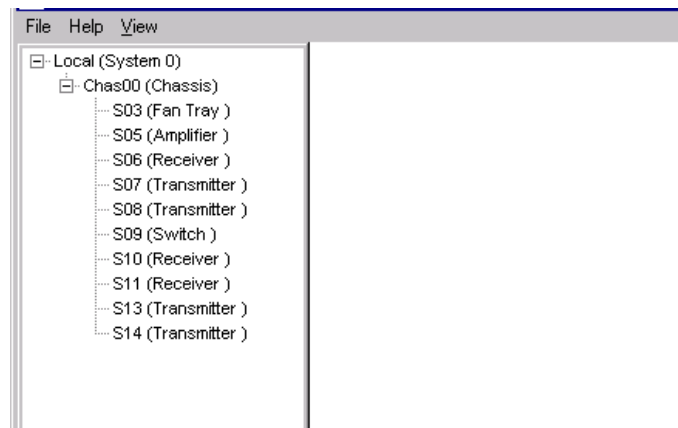 File Help View
Local (System 0)
Chas00 (Chassis)
S03 (Fan Tray )
S05 (Amplifier )
S06 (Receiver )
S07 (Transmitter )
S08 (Transmitter )
S09 (Switch )
S10 (Receiver )
S11 (Receiver )
S13 (Transmitter )
S14 (Transmitter )